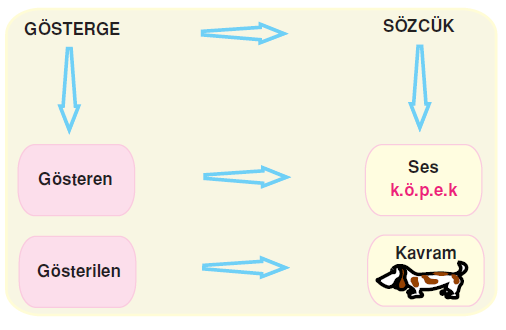 GÖSTERGE
SÖZCÜK
Gösteren
Ses
k.ö.p.e.k
Gösterilen
Kavram